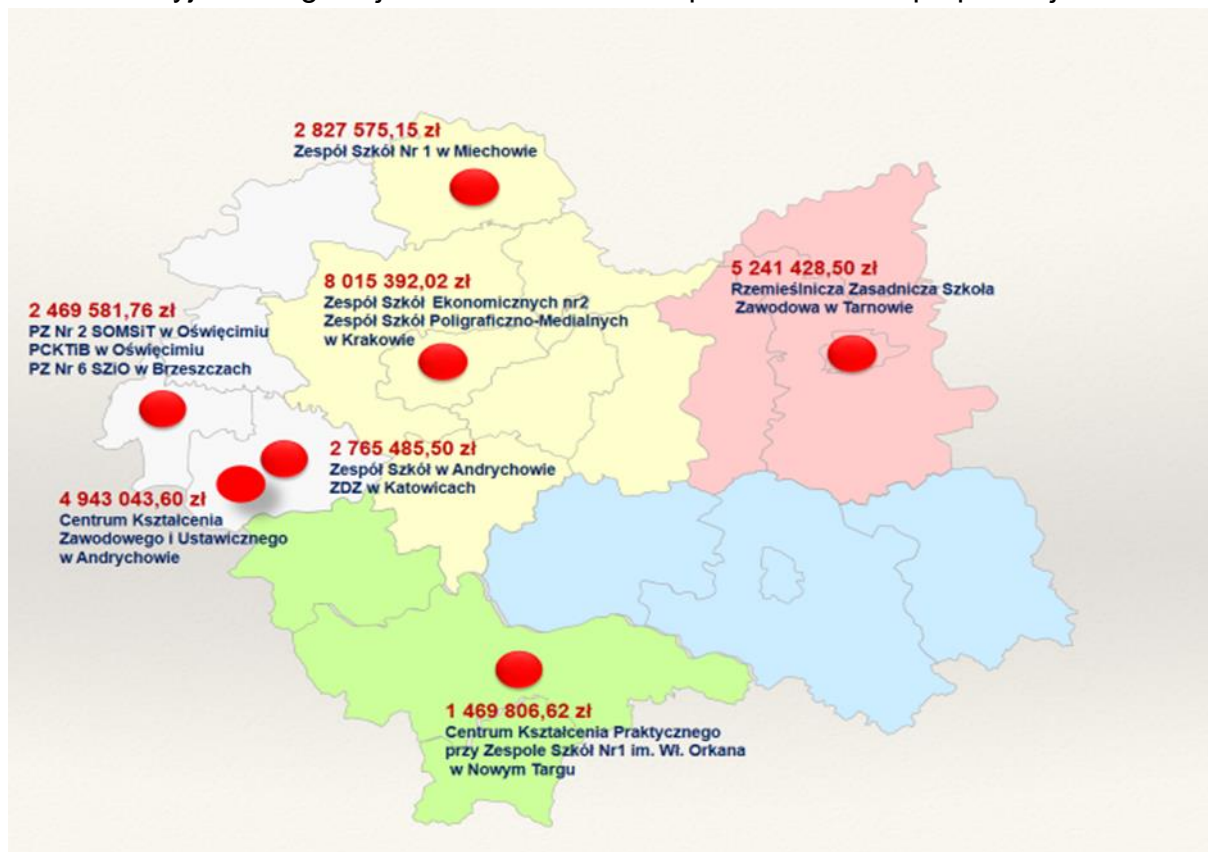 2 827 575,15 zł
Zespół Szkół Nr 1 w Miechowie
8 015 392,02 zł
Zespół Szkół Ekonomicznych nr2
Zespół Szkół Poligraficzno-Medialnych
w Krakowie
5 241 428,50 zł
Rzemieślnicza Zasadnicza Szkoła
Zawodowa w Tarnowie
2 469 581,76 zł
PZ Nr 2 SOMSiT w Oświęcimiu
PCKTiB w Oświęcimiu
PZ Nr 6 SZiO w Brzeszczach
2 765 485,50 zł
Zespół Szkół w Andrychowie
ZDZ w Katowicach
4 943 043,60 zł
Centrum Kształcenia
Zawodowego i Ustawicznego
w Andrychowie
1 469 806,62 zł
Centrum Kształcenia Praktycznego
przy Zespole Szkół Nr1 im. Wł. Orkana
w Nowym Targu